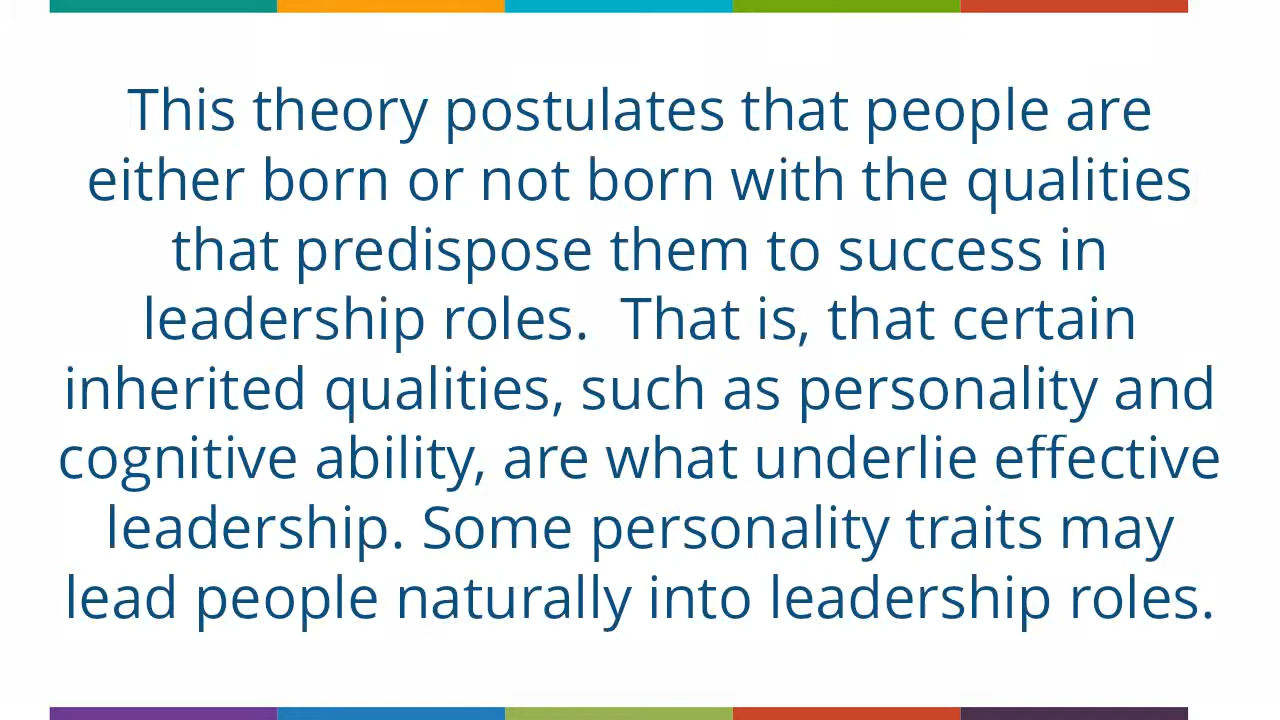 This theory postulates that people are
either born or not born with the qualities
that predispose them to success in
leadership roles.  That is, that certain
inherited qualities, such as personality and
cognitive ability, are what underlie effective
leadership. Some personality traits may
lead people naturally into leadership roles.